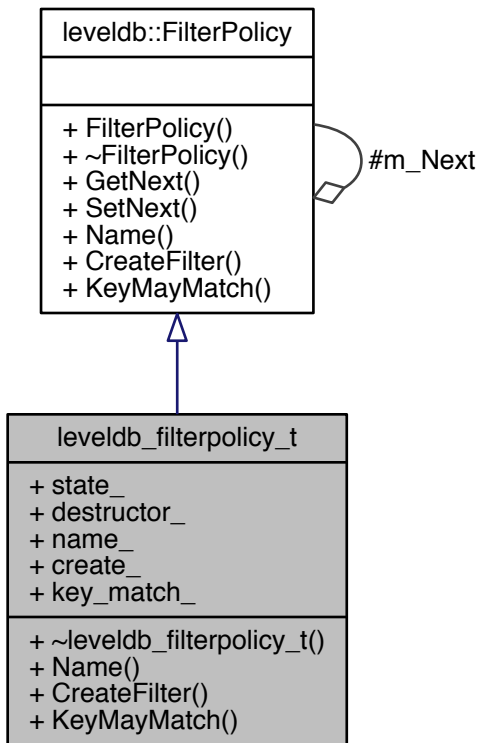 leveldb::FilterPolicy
+ FilterPolicy()
+ ~FilterPolicy()
+ GetNext()
+ SetNext()
+ Name()
+ CreateFilter()
+ KeyMayMatch()
#m_Next
leveldb_filterpolicy_t
+ state_
+ destructor_
+ name_
+ create_
+ key_match_
+ ~leveldb_filterpolicy_t()
+ Name()
+ CreateFilter()
+ KeyMayMatch()